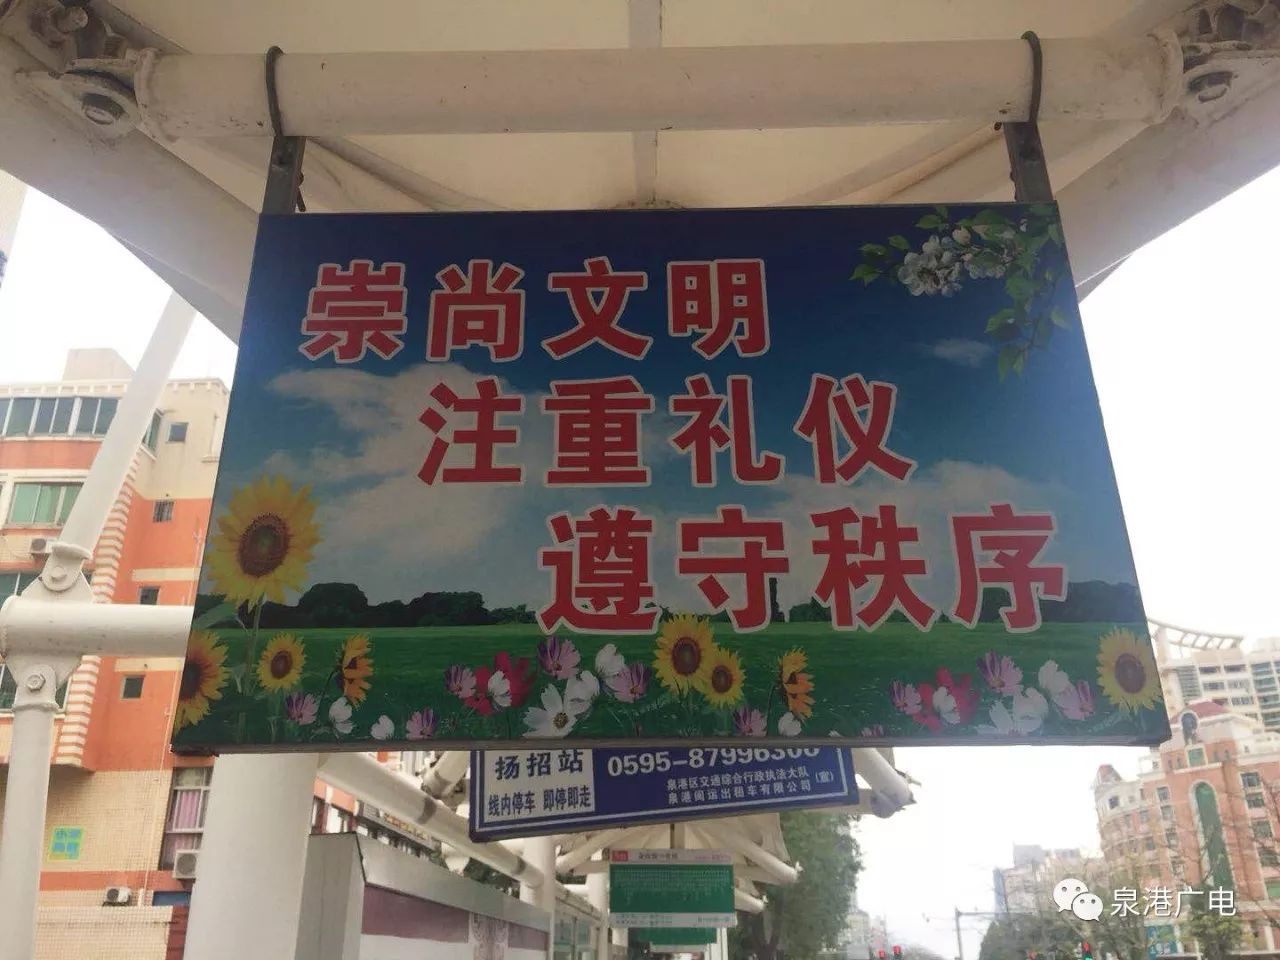 崇尚文明
注重礼仪
遵守秩序
扬招站
线内停车 即停即走
0595-87996300
泉港区交通综合行政执法大队
泉港闽运出租车有限公司（宣）
泉港广电